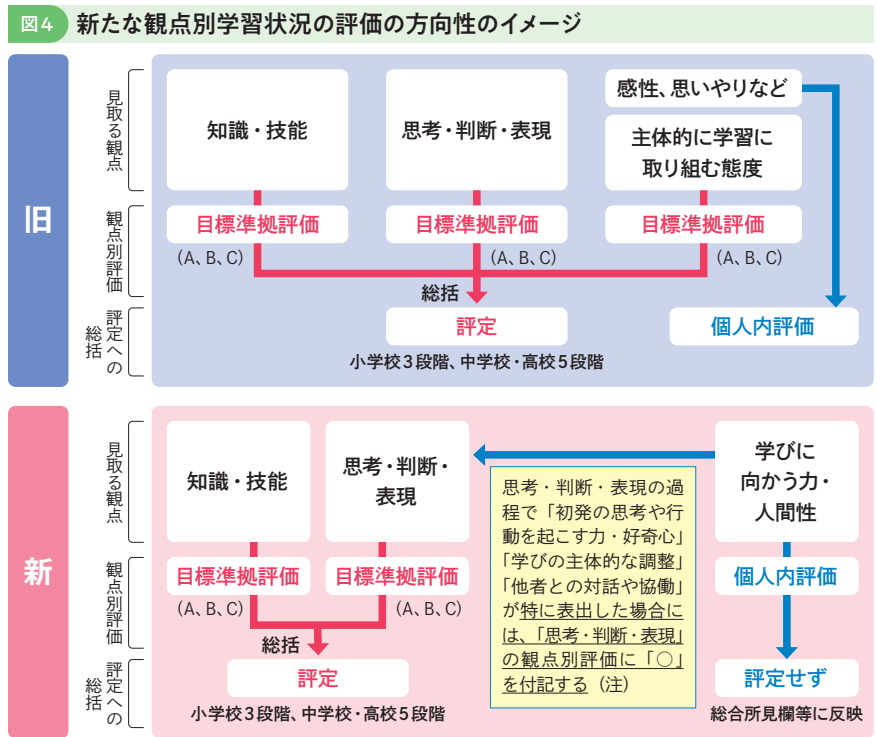 図4 新たな観点別学習状況の評価の方向性のイメージ
旧
見取る観点
知識・技能
思考・判断・表現
感性、思いやりなど
主体的に学習に
取り組む態度
観点別評価
目標準拠評価
目標準拠評価
目標準拠評価
(A、B、C)
(A、B、C)
(A、B、C)
総括
評定への
総括
評定
個人内評価
小学校3段階、中学校・高校5段階
新
見取る観点
知識・技能
思考・判断・
表現
思考・判断・表現の過
程で「初発の思考や行
動を起こす力・好奇心」
「学びの主体的な調整」
「他者との対話や協働」
が特に表出した場合に
は、「思考・判断・表現」
の観点別評価に「○」
を付記する(注)
学びに
向かう力・
人間性
観点別評価
目標準拠評価
目標準拠評価
個人内評価
(A、B、C)
(A、B、C)
総括
評定への
総括
評定
評定せず
小学校3段階、中学校・高校5段階
総合所見欄等に反映